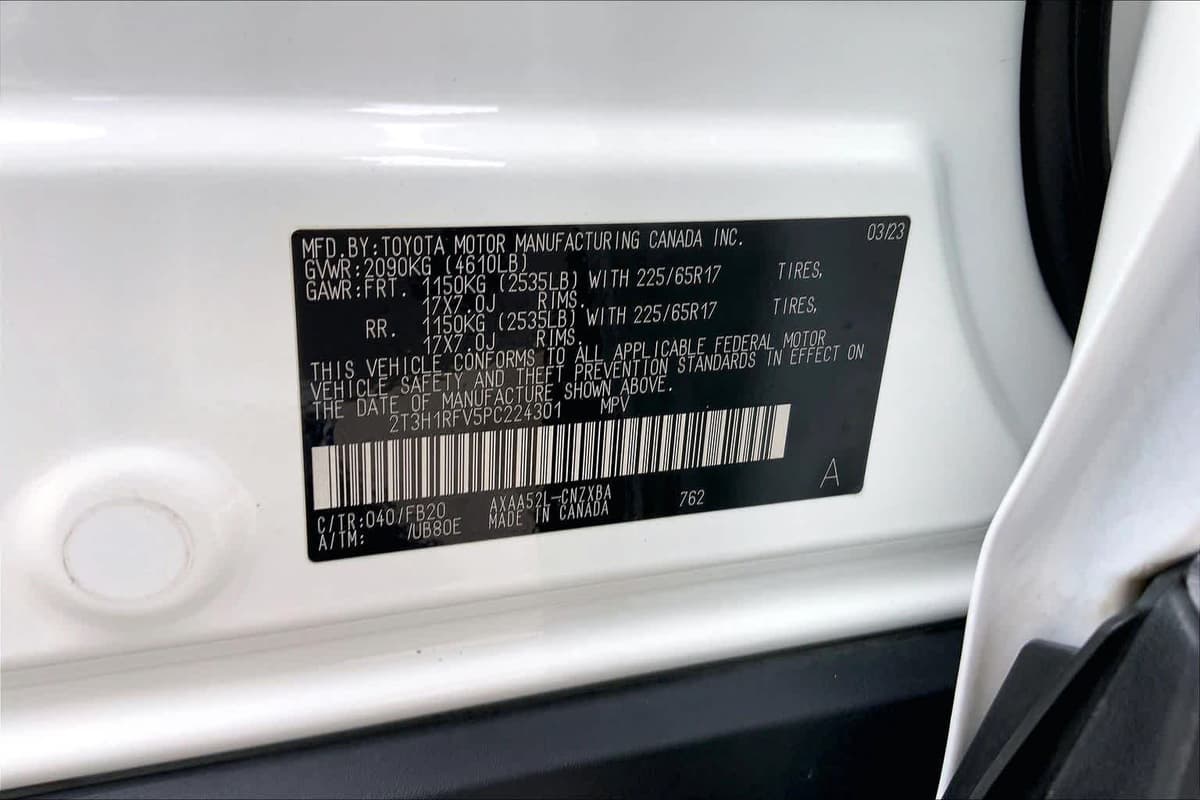 MFD.BY:TOYOTA MOTOR MANUFACTURING CANADA INC. 03/23
GVWR:2090KG (4610LB)
GAWR:FRT. 1150KG (2535LB) WITH 225/65R17 TIRES,
17X7.0J RIMS.
RR. 1150KG (2535LB) WITH 225/65R17 TIRES,
17X7.0J RIMS.
THIS VEHICLE CONFORMS TO ALL APPLICABLE FEDERAL MOTOR
VEHICLE SAFETY AND THEFT PREVENTION STANDARDS IN EFFECT ON
THE DATE OF MANUFACTURE SHOWN ABOVE.
2T3H1RFV5PC224301 MPV
A
C/TR:040/FB20 AXAA52L-CNZXBA 762
A/TM: /UB80E MADE IN CANADA